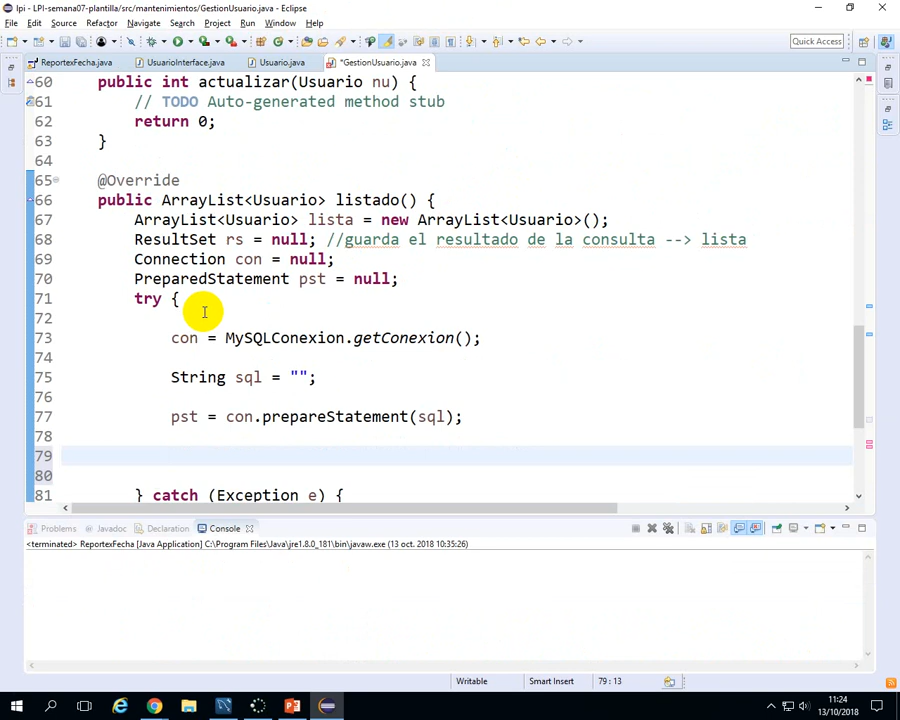 lpi - LPI-semana07-plantilla/src/mantenimientos/GestionUsuario.java - Eclipse
File Edit Source Refactor Navigate Search Project Run Window Help
Quick Access
ReportexFecha.java UsuarioInterface.java Usuario.java *GestionUsuario.java
60 public int actualizar(Usuario nu) {
61 // TODO Auto-generated method stub
62 return 0;
63 }
64
65 @Override
66 public ArrayList<Usuario> listado() {
67 ArrayList<Usuario> lista = new ArrayList<Usuario>();
68 ResultSet rs = null; //guarda el resultado de la consulta --> lista
69 Connection con = null;
70 PreparedStatement pst = null;
71 try {
72
73 con = MySQLConexion.getConexion();
74
75 String sql = "";
76
77 pst = con.prepareStatement(sql);
78
79
80
81 } catch (Exception e) {
Problems Javadoc Declaration Console
<terminated> ReportexFecha [Java Application] C:\Program Files\Java\jre1.8.0_181\bin\javaw.exe (13 oct. 2018 10:35:26)
Writable Smart Insert 79 : 13
11:24
13/10/2018